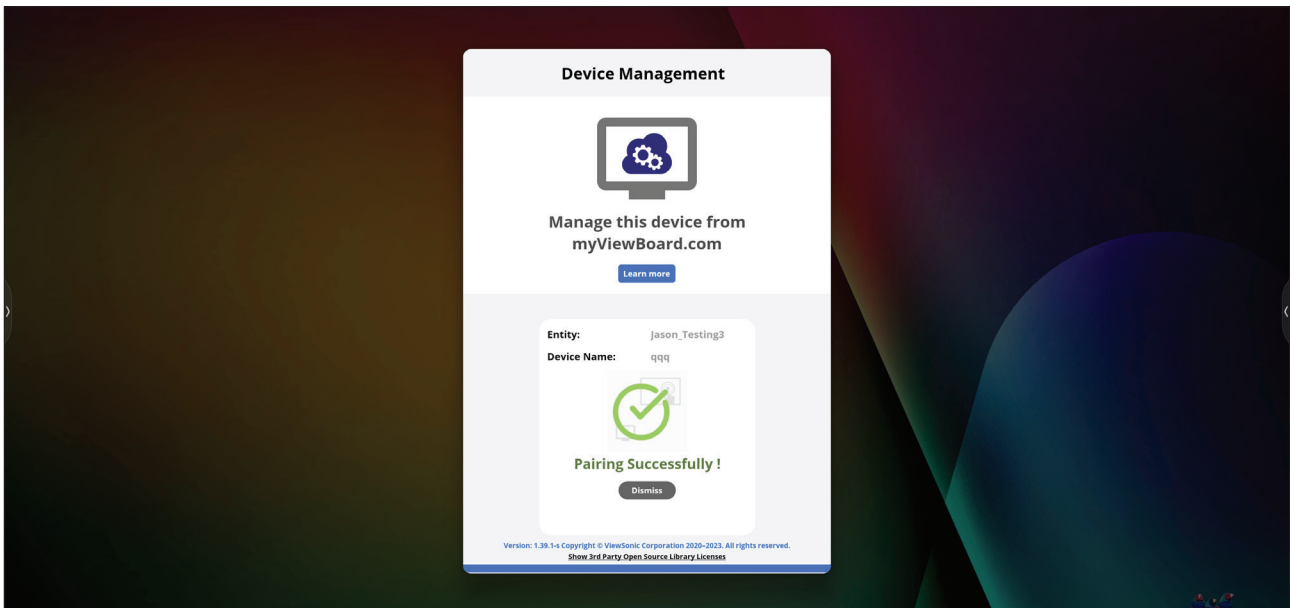 Device Management
Manage this device from
myViewBoard.com
Learn more
Entity: Jason_Testing3
Device Name: qqq
Pairing Successfully !
Dismiss
Version: 1.39.1-s Copyright © ViewSonic Corporation 2020–2023. All rights reserved.
Show 3rd Party Open Source Library Licenses